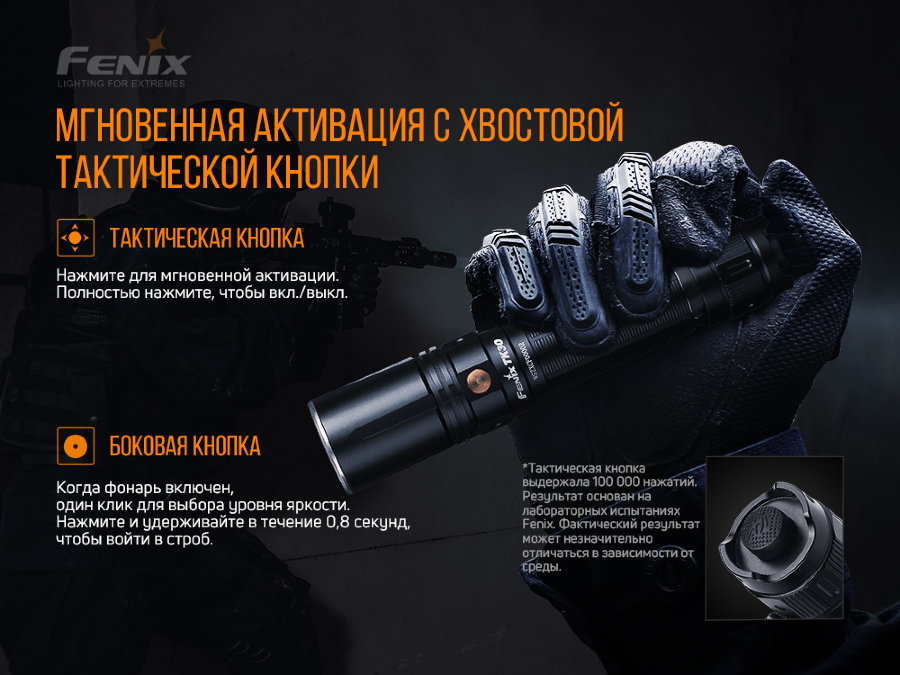 FENIX
LIGHTING FOR EXTREMES
МГНОВЕННАЯ АКТИВАЦИЯ С ХВОСТОВОЙ
ТАКТИЧЕСКОЙ КНОПКИ
ТАКТИЧЕСКАЯ КНОПКА
Нажмите для мгновенной активации.
Полностью нажмите, чтобы вкл./выкл.
FENIX TK30
БОКОВАЯ КНОПКА
Когда фонарь включен,
один клик для выбора уровня яркости.
Нажмите и удерживайте в течение 0,8 секунд,
чтобы войти в строб.
*Тактическая кнопка
выдержала 100 000 нажатий.
Результат основан на
лабораторных испытаниях
Fenix. Фактический результат
может незначительно
отличаться в зависимости от
среды.